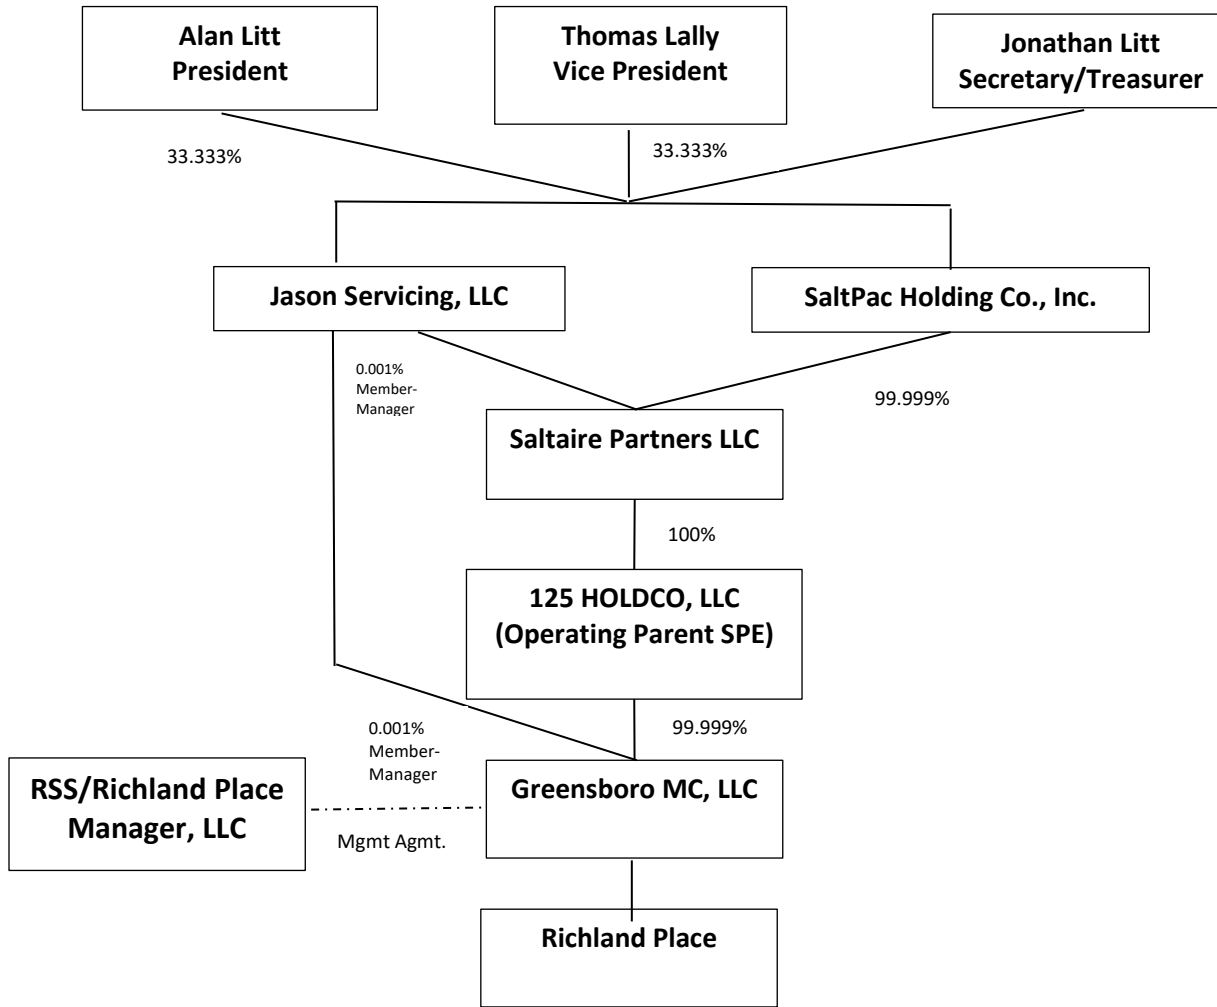 Alan Litt
President
Thomas Lally
Vice President
Jonathan Litt
Secretary/Treasurer
33.333%
33.333%
Jason Servicing, LLC
SaltPac Holding Co., Inc.
0.001%
Member-
Manager
99.999%
Saltaire Partners LLC
100%
125 HOLDCO, LLC
(Operating Parent SPE)
0.001%
Member-
Manager
99.999%
RSS/Richland Place
Manager, LLC
Mgmt Agmt.
Greensboro MC, LLC
Richland Place